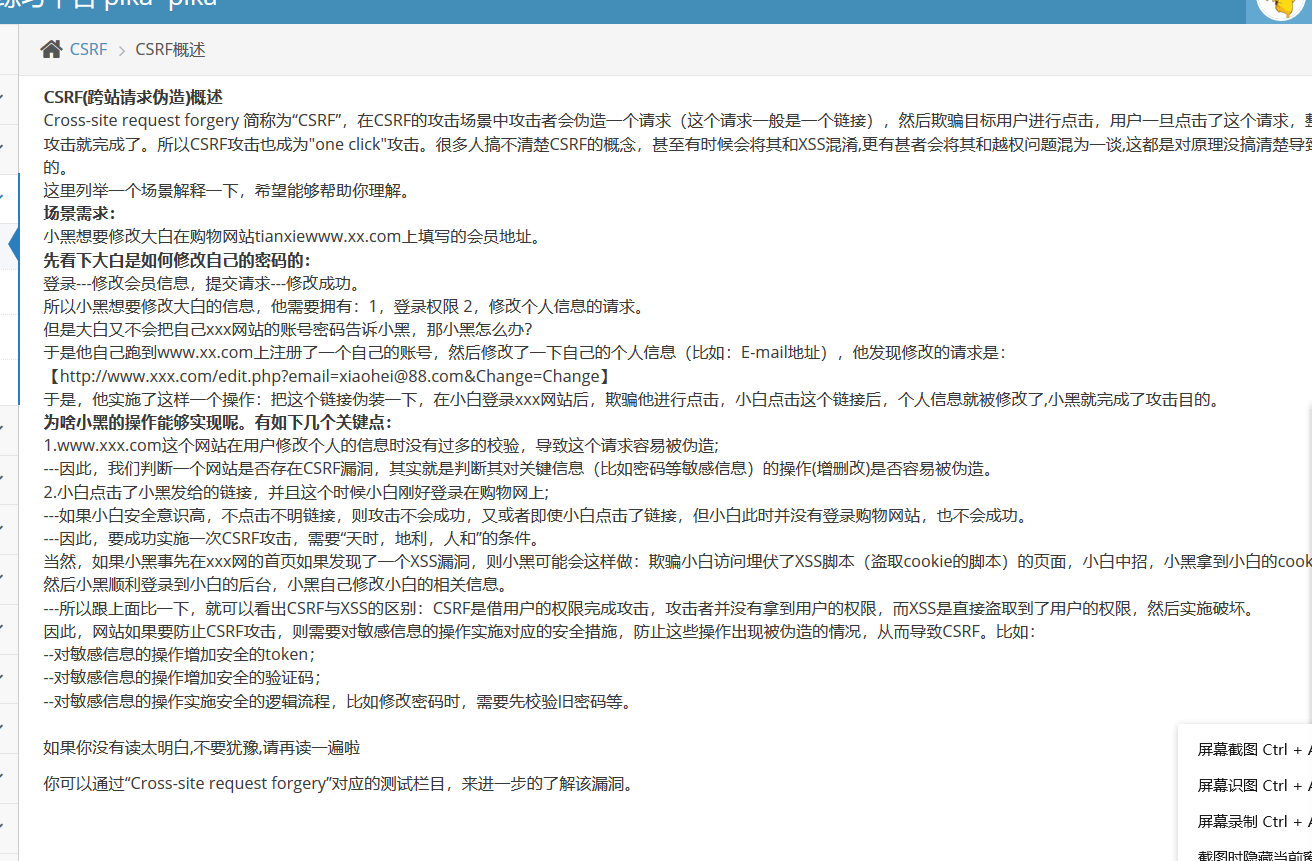 pika~pika
CSRF > CSRF概述
CSRF(跨站请求伪造)概述
Cross-site request forgery 简称为“CSRF”，在CSRF的攻击场景中攻击者会伪造一个请求（这个请求一般是一个链接），然后欺骗目标用户进行点击，用户一旦点击了这个请求，
攻击就完成了。所以CSRF攻击也成为"one click"攻击。很多人搞不清楚CSRF的概念，甚至有时候会将其和XSS混淆,更有甚者会将其和越权问题混为一谈,这都是对原理没搞清楚导致
的。
这里列举一个场景解释一下，希望能够帮助你理解。
场景需求：
小黑想要修改大白在购物网站tianxiewww.xx.com上填写的会员地址。
先看下大白是如何修改自己的密码的：
登录---修改会员信息，提交请求---修改成功。
所以小黑想要修改大白的信息，他需要拥有：1，登录权限 2，修改个人信息的请求。
但是大白又不会把自己xxx网站的账号密码告诉小黑，那小黑怎么办？
于是他自己跑到www.xx.com上注册了一个自己的账号，然后修改了一下自己的个人信息（比如：E-mail地址），他发现修改的请求是：
【http://www.xxx.com/edit.php?email=xiaohei@88.com&Change=Change】
于是，他实施了这样一个操作：把这个链接伪装一下，在小白登录xxx网站后，欺骗他进行点击，小白点击这个链接后，个人信息就被修改了,小黑就完成了攻击目的。
为啥小黑的操作能够实现呢。有如下几个关键点：
1.www.xxx.com这个网站在用户修改个人的信息时没有过多的校验，导致这个请求容易被伪造;
---因此，我们判断一个网站是否存在CSRF漏洞，其实就是判断其对关键信息（比如密码等敏感信息）的操作(增删改)是否容易被伪造。
2.小白点击了小黑发给的链接，并且这个时候小白刚好登录在购物网上;
---如果小白安全意识高，不点击不明链接，则攻击不会成功，又或者即使小白点击了链接，但小白此时并没有登录购物网站，也不会成功。
---因此，要成功实施一次CSRF攻击，需要“天时，地利，人和”的条件。
当然，如果小黑事先在xxx网的首页如果发现了一个XSS漏洞，则小黑可能会这样做：欺骗小白访问埋伏了XSS脚本（盗取cookie的脚本）的页面，小白中招，小黑拿到小白的cook
然后小黑顺利登录到小白的后台，小黑自己修改小白的相关信息。
---所以跟上面比一下，就可以看出CSRF与XSS的区别：CSRF是借用户的权限完成攻击，攻击者并没有拿到用户的权限，而XSS是直接盗取到了用户的权限，然后实施破坏。
因此，网站如果要防止CSRF攻击，则需要对敏感信息的操作实施对应的安全措施，防止这些操作出现被伪造的情况，从而导致CSRF。比如：
--对敏感信息的操作增加安全的token；
--对敏感信息的操作增加安全的验证码；
--对敏感信息的操作实施安全的逻辑流程，比如修改密码时，需要先校验旧密码等。
如果你没有读太明白,不要犹豫,请再读一遍啦
你可以通过“Cross-site request forgery”对应的测试栏目，来进一步的了解该漏洞。
屏幕截图 Ctrl + A
屏幕识图 Ctrl + A
屏幕录制 Ctrl + A
截图时隐藏当前窗